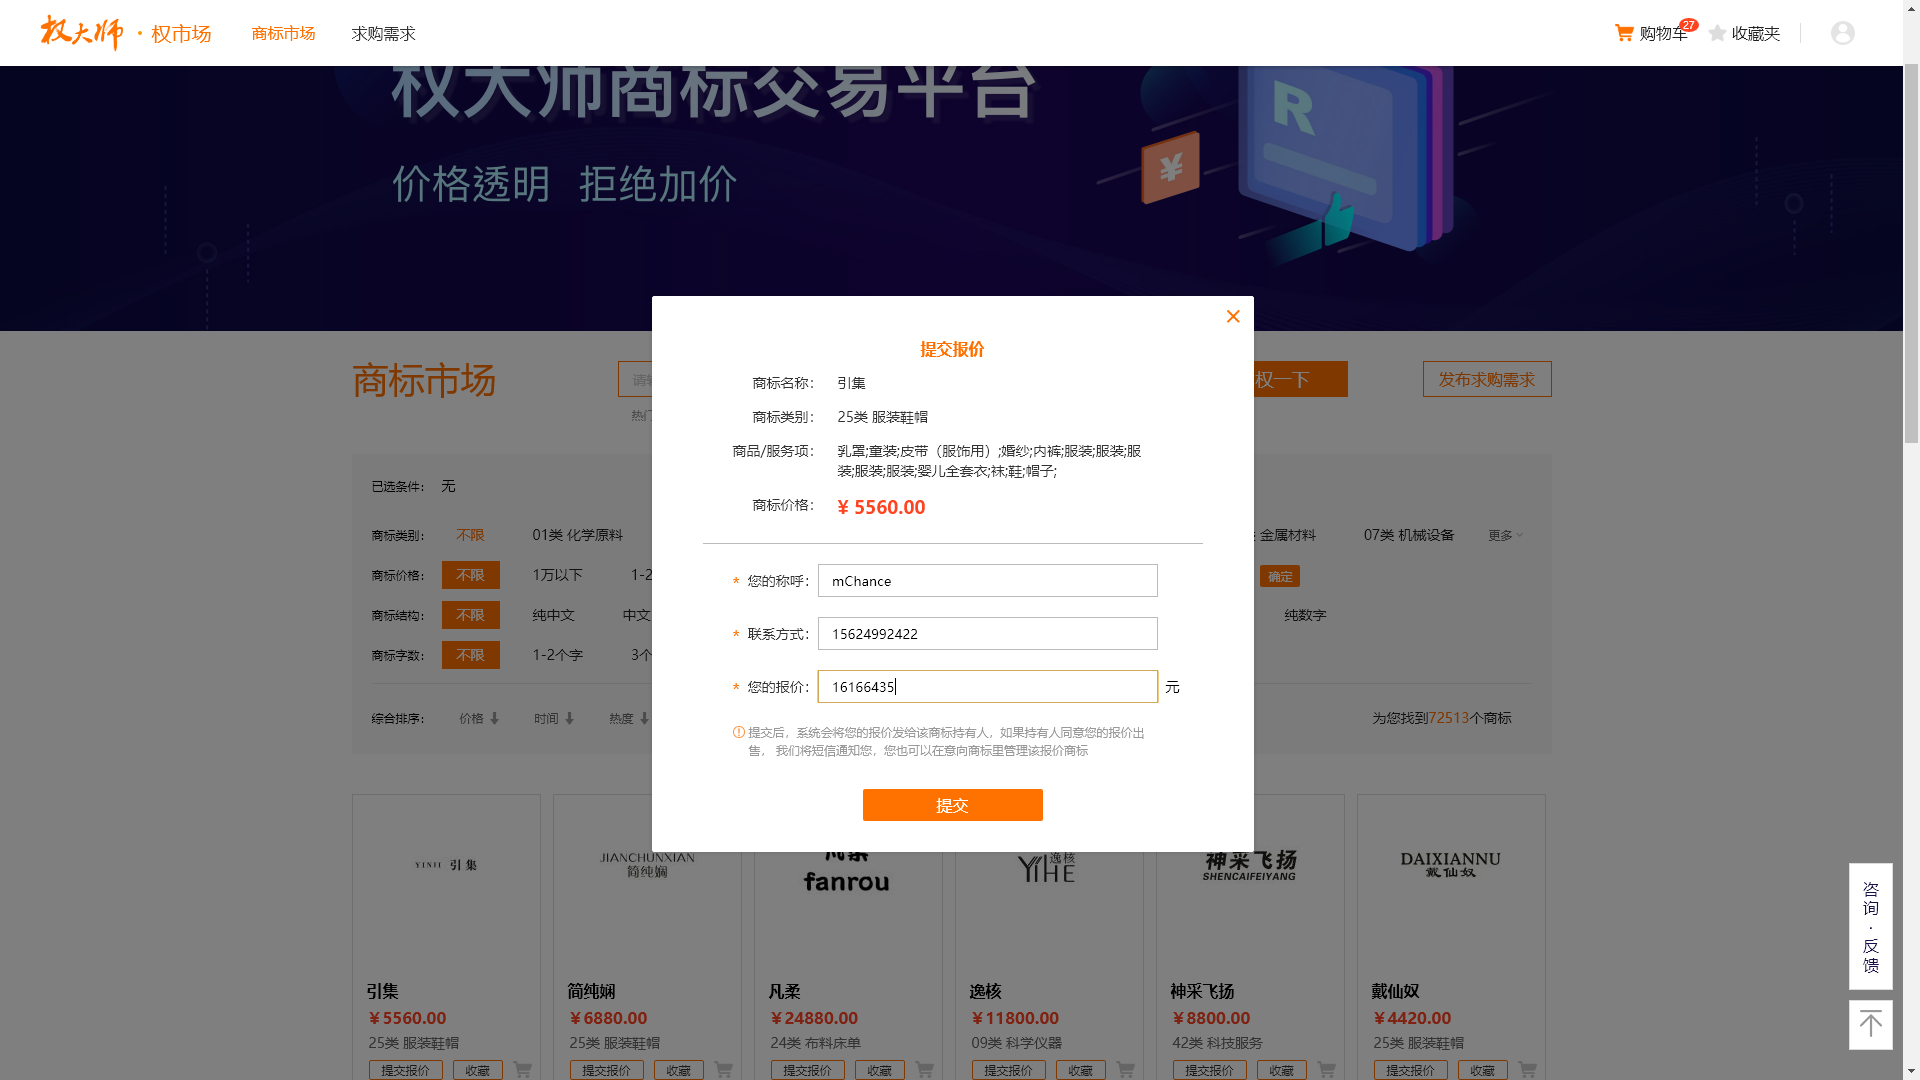 权大师·权市场 商标市场 求购需求 购物车 27 收藏夹
权大师商标交易平台
价格透明 拒绝加价
R
¥
提交报价
商标名称： 引集
商标类别： 25类 服装鞋帽
商品/服务项： 乳罩;童装;皮带（服饰用）;婚纱;内裤;服装;服装;服
装;服装;服装;婴儿全套衣;袜;鞋;帽子;
商标价格： ¥ 5560.00
* 您的称呼： mChance
* 联系方式： 15624992422
* 您的报价： 16166435 元
提交后，系统会将您的报价发给该商标持有人，如果持有人同意您的报价出
售， 我们将短信通知您，您也可以在意向商标里管理该报价商标
提交
商标市场 权一下 发布求购需求
热门
已选条件： 无
商标类别： 不限 01类 化学原料 金属材料 07类 机械设备 更多
商标价格： 不限 1万以下 1-2 确定
商标结构： 不限 纯中文 中文 纯数字
商标字数： 不限 1-2个字 3个
综合排序： 价格 时间 热度 为您找到72513个商标
YINJI 引集
JIANCHUNXIAN
简纯娴
凡柔
fanrou
逸核
YIHE
神采飞扬
SHENCAIFEIYANG
DAIXIANNU
戴仙奴
引集 简纯娴 凡柔 逸核 神采飞扬 戴仙奴
¥5560.00 ¥6880.00 ¥24880.00 ¥11800.00 ¥8800.00 ¥4420.00
25类 服装鞋帽 25类 服装鞋帽 24类 布料床单 09类 科学仪器 42类 科技服务 25类 服装鞋帽
提交报价 收藏 提交报价 收藏 提交报价 收藏 提交报价 收藏 提交报价 收藏 提交报价 收藏
咨
询
·
反
馈